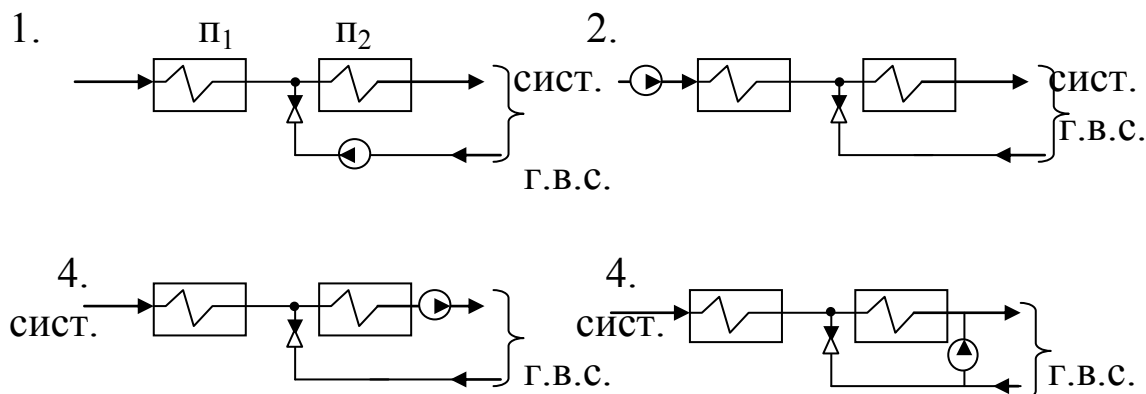 1. п₁ п₂ 2.
сист. сист.
г.в.с.
г.в.с.
4. 4.
сист. сист.
г.в.с. г.в.с.